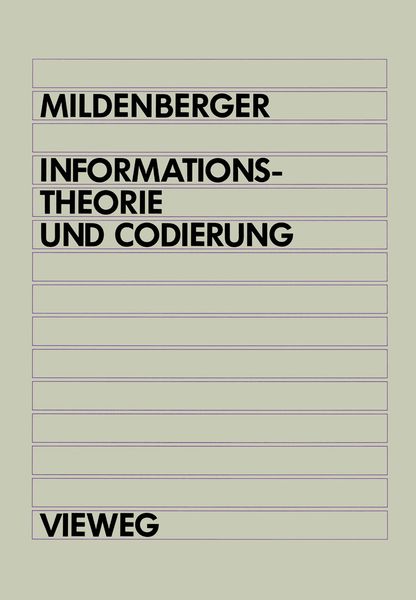 MILDENBERGER
INFORMATIONS-
THEORIE
UND CODIERUNG
VIEWEG